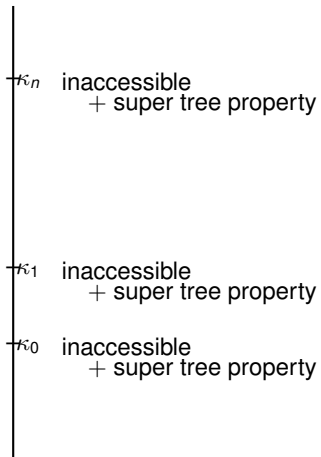 κₙ inaccessible
+ super tree property
κ₁ inaccessible
+ super tree property
κ₀ inaccessible
+ super tree property